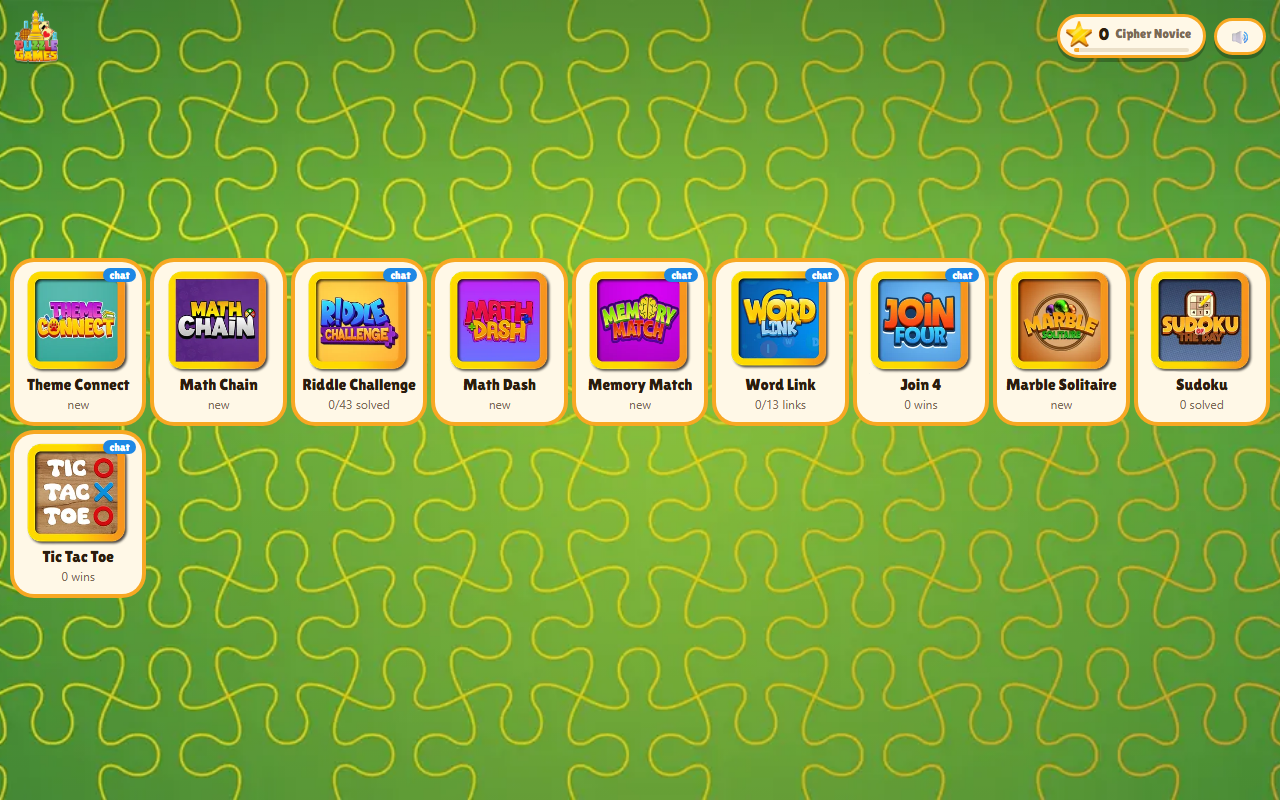 PUZZLE
GAMES
0 Cipher Novice
chat
THEME
CONNECT
Theme Connect
new
MATH
CHAIN
Math Chain
new
chat
RIDDLE
CHALLENGE
Riddle Challenge
0/43 solved
MATH
DASH
Math Dash
new
chat
MEMORY
MATCH
Memory Match
new
chat
WORD
LINK
Word Link
0/13 links
chat
JOIN
FOUR
Join 4
0 wins
MARBLE
SOLITAIRE
Marble Solitaire
new
SUDOKU
OF
THE DAY
Sudoku
0 solved
chat
TIC O
TAC X
TOE O
Tic Tac Toe
0 wins